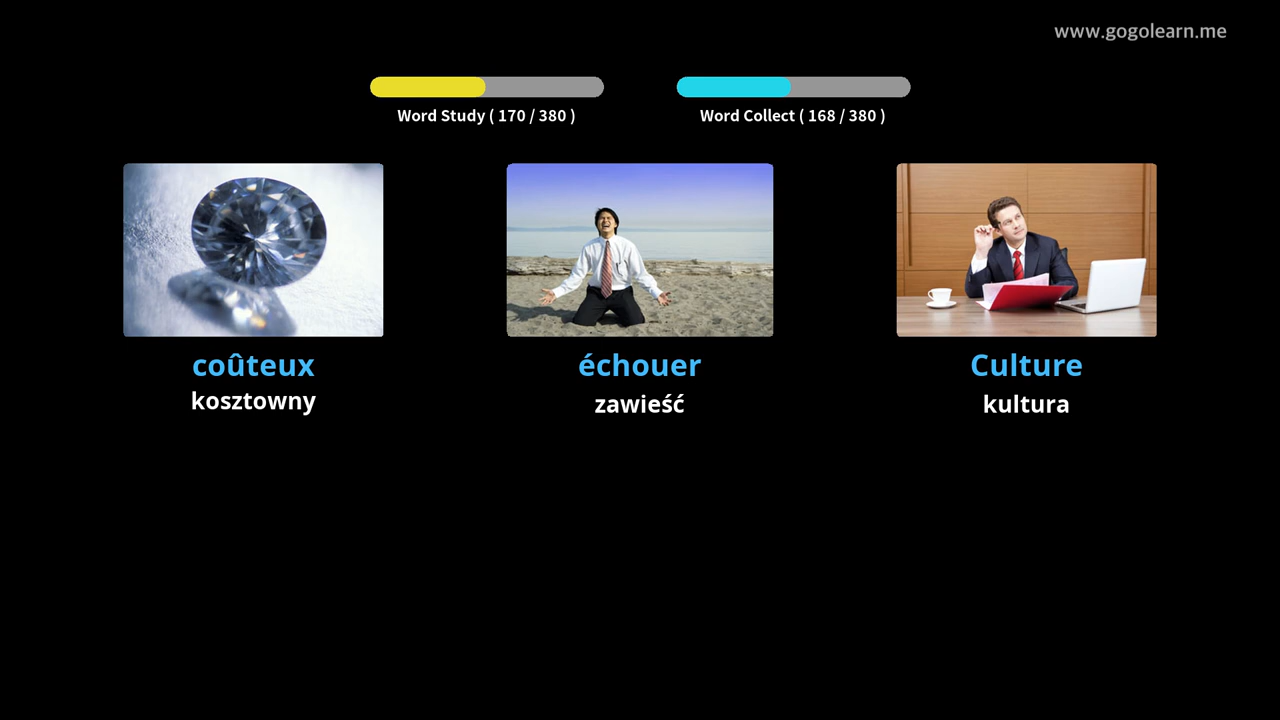 www.gogolearn.me
Word Study ( 170 / 380 )
Word Collect ( 168 / 380 )
coûteux
kosztowny
échouer
zawieść
Culture
kultura